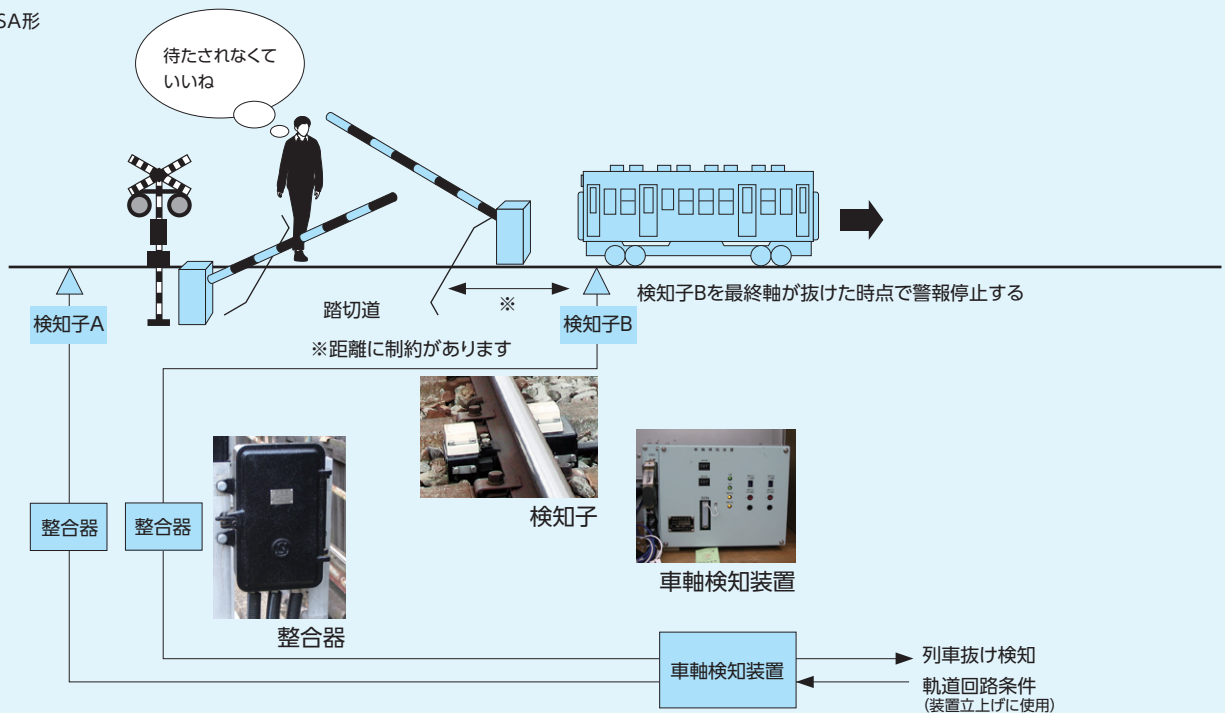 SA形
待たされなくて
いいね
検知子A
踏切道
※
検知子B
検知子Bを最終軸が抜けた時点で警報停止する
※距離に制約があります
整合器
整合器
検知子
整合器
車軸検知装置
車軸検知装置
列車抜け検知
軌道回路条件
(装置立上げに使用)